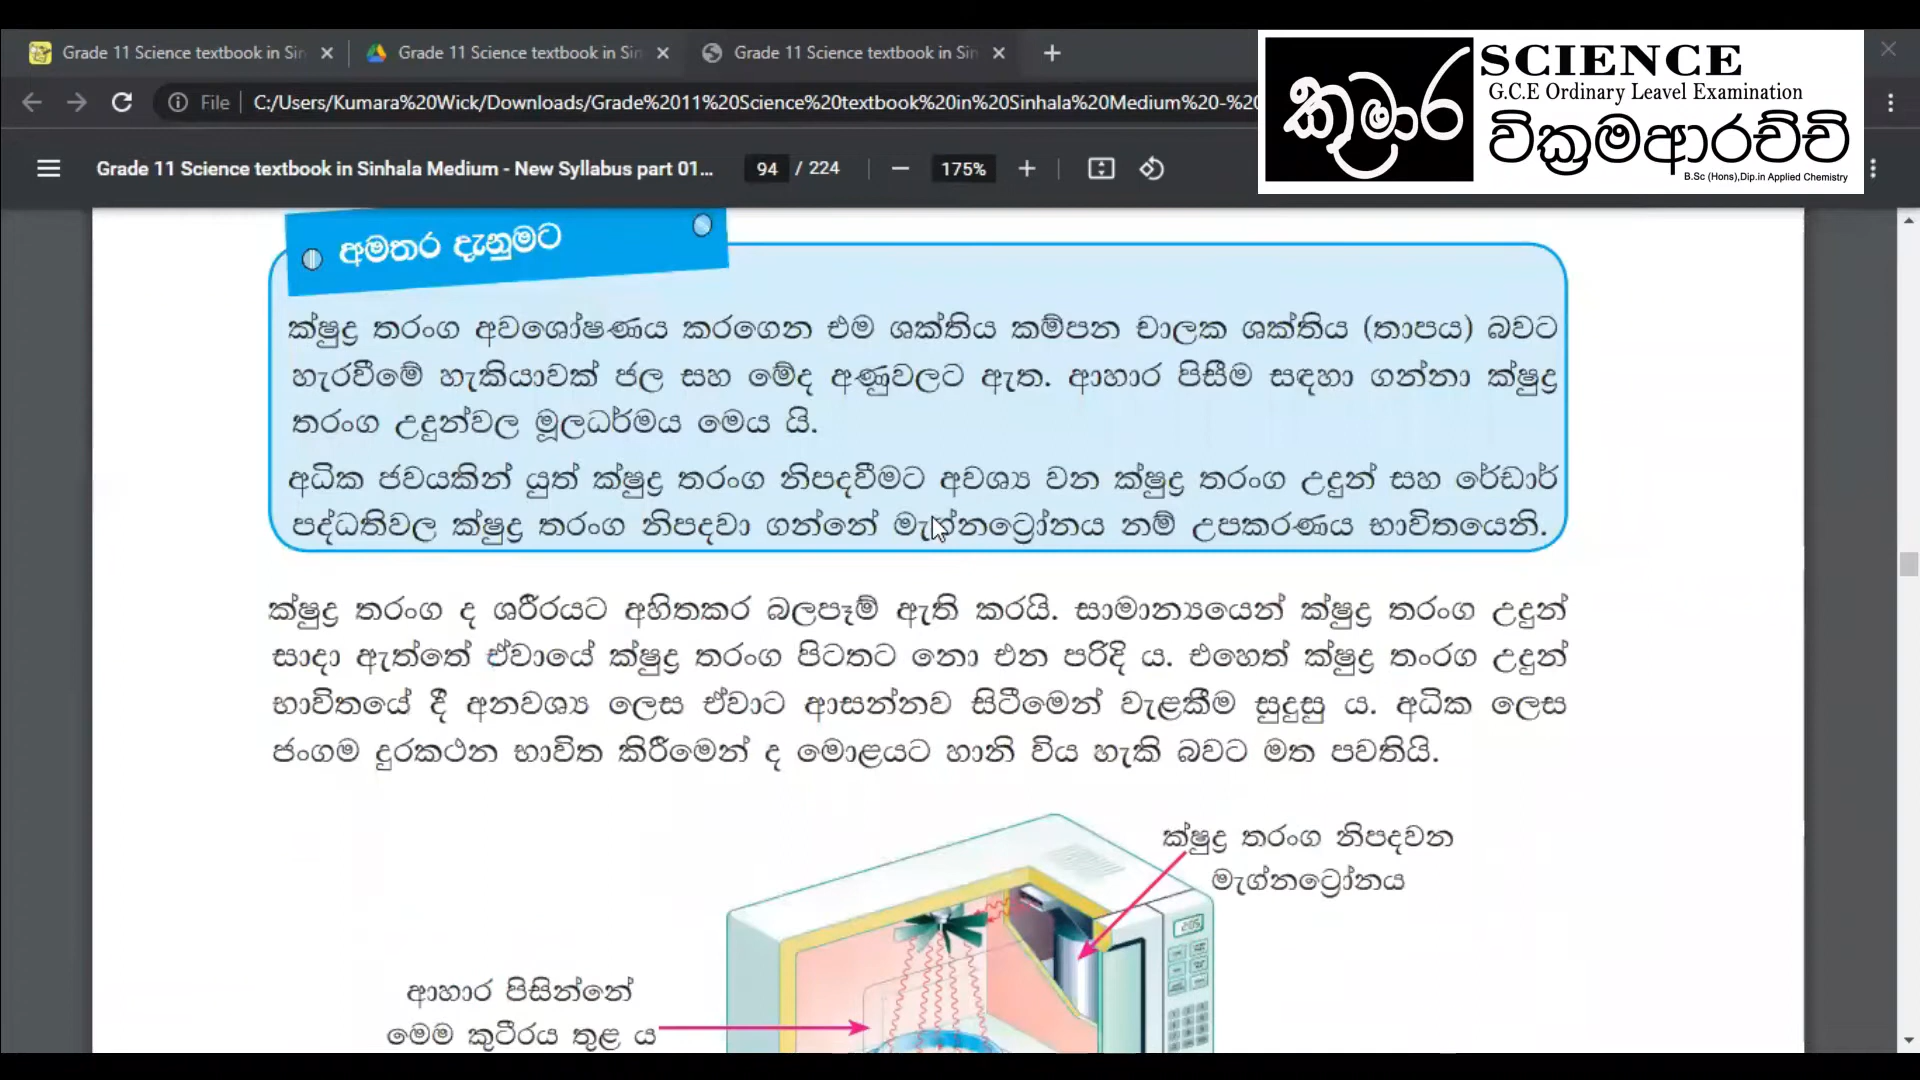 Grade 11 Science textbook in Sin
Grade 11 Science textbook in Sin
Grade 11 Science textbook in Sin
File
C:/Users/Kumara%20Wick/Downloads/Grade%2011%20Science%20textbook%20in%20Sinhala%20Medium%20-%20
කුමාර
SCIENCE
G.C.E Ordinary Leavel Examination
වික්‍රමආරච්චි
B.Sc (Hons),Dip.in Applied Chemistry
Grade 11 Science textbook in Sinhala Medium - New Syllabus part 01...
94 / 224
175%
අමතර දැනුමට
ක්ෂුද්‍ර තරංග අවශෝෂණය කරගෙන එම ශක්තිය කම්පන චාලක ශක්තිය (තාපය) බවට
හැරවීමේ හැකියාවක් ජල සහ මේද අණුවලට ඇත. ආහාර පිසීම සඳහා ගන්නා ක්ෂුද්‍ර
තරංග උදුන්වල මූලධර්මය මෙය යි.
අධික ජවයකින් යුත් ක්ෂුද්‍ර තරංග නිපදවීමට අවශ්‍ය වන ක්ෂුද්‍ර තරංග උදුන් සහ රේඩාර්
පද්ධතිවල ක්ෂුද්‍ර තරංග නිපදවා ගන්නේ මැග්නට්‍රෝනය නම් උපකරණය භාවිතයෙනි.
ක්ෂුද්‍ර තරංග ද ශරීරයට අහිතකර බලපෑම් ඇති කරයි. සාමාන්‍යයෙන් ක්ෂුද්‍ර තරංග උදුන්
සාදා ඇත්තේ ඒවායේ ක්ෂුද්‍ර තරංග පිටතට නො එන පරිදි ය. එහෙත් ක්ෂුද්‍ර තංරග උදුන්
භාවිතයේ දී අනවශ්‍ය ලෙස ඒවාට ආසන්නව සිටීමෙන් වැළකීම සුදුසු ය. අධික ලෙස
ජංගම දුරකථන භාවිත කිරීමෙන් ද මොළයට හානි විය හැකි බවට මත පවතියි.
ක්ෂුද්‍ර තරංග නිපදවන
මැග්නට්‍රෝනය
ආහාර පිසින්නේ
මෙම කුටීරය තුළ ය